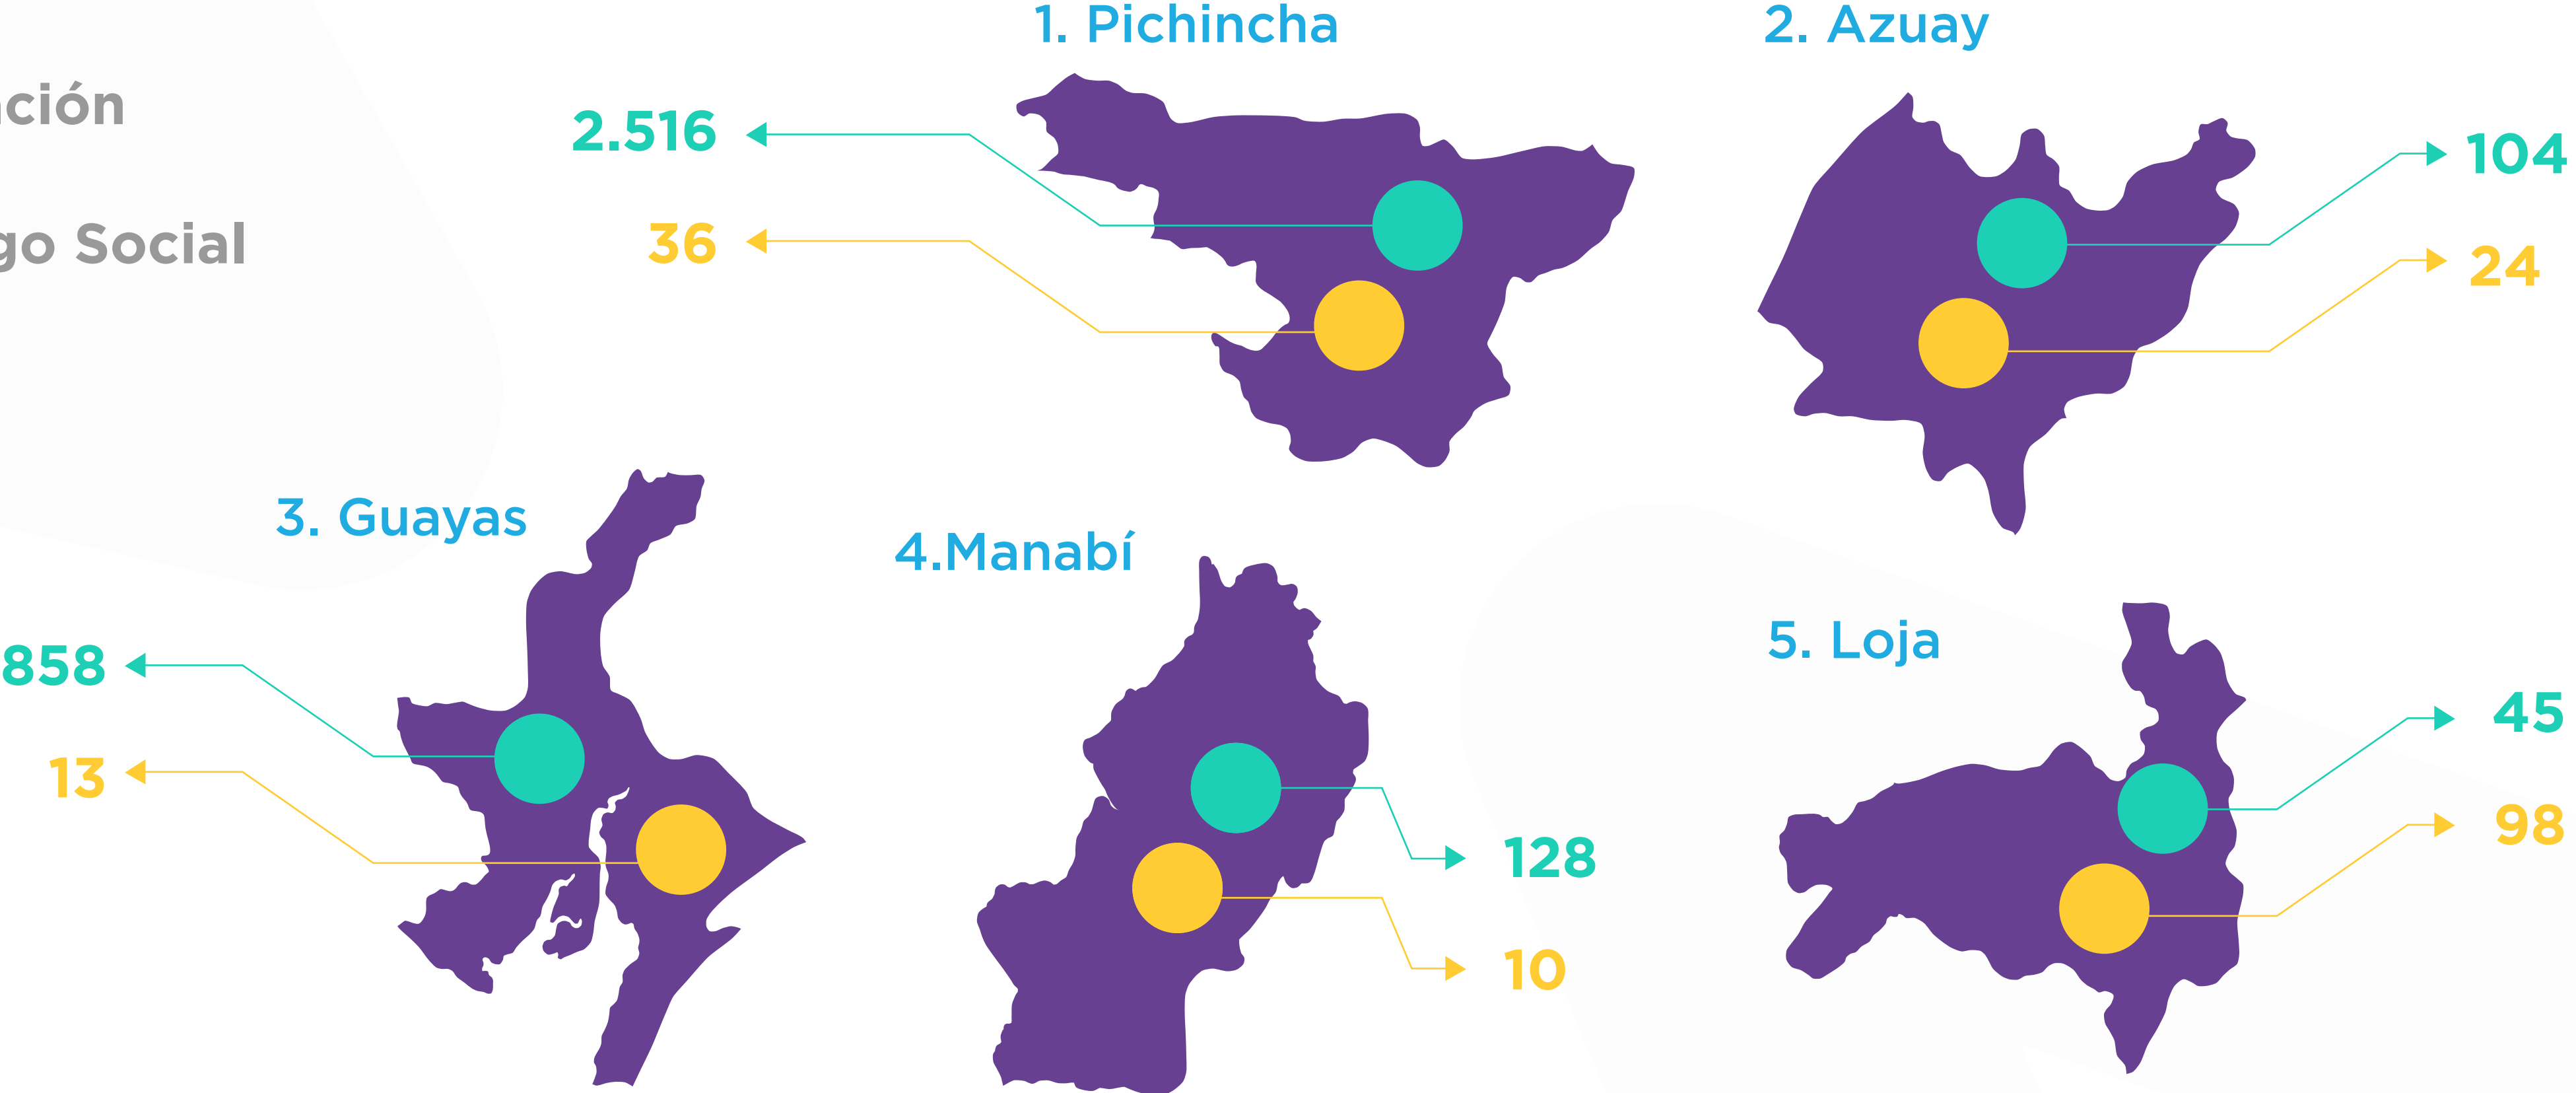 1. Pichincha
2.516
36
2. Azuay
104
24
ción
go Social
3. Guayas
858
13
4.Manabí
128
10
5. Loja
45
98